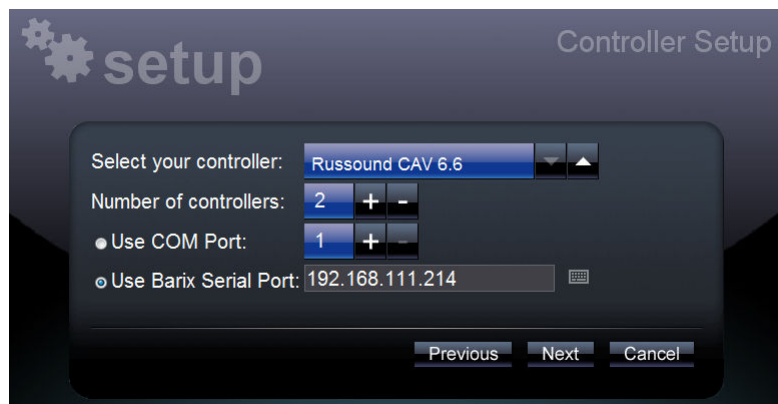 setup
Controller Setup
Select your controller: Russound CAV 6.6
Number of controllers: 2 + -
Use COM Port: 1 + -
Use Barix Serial Port: 192.168.111.214
Previous Next Cancel